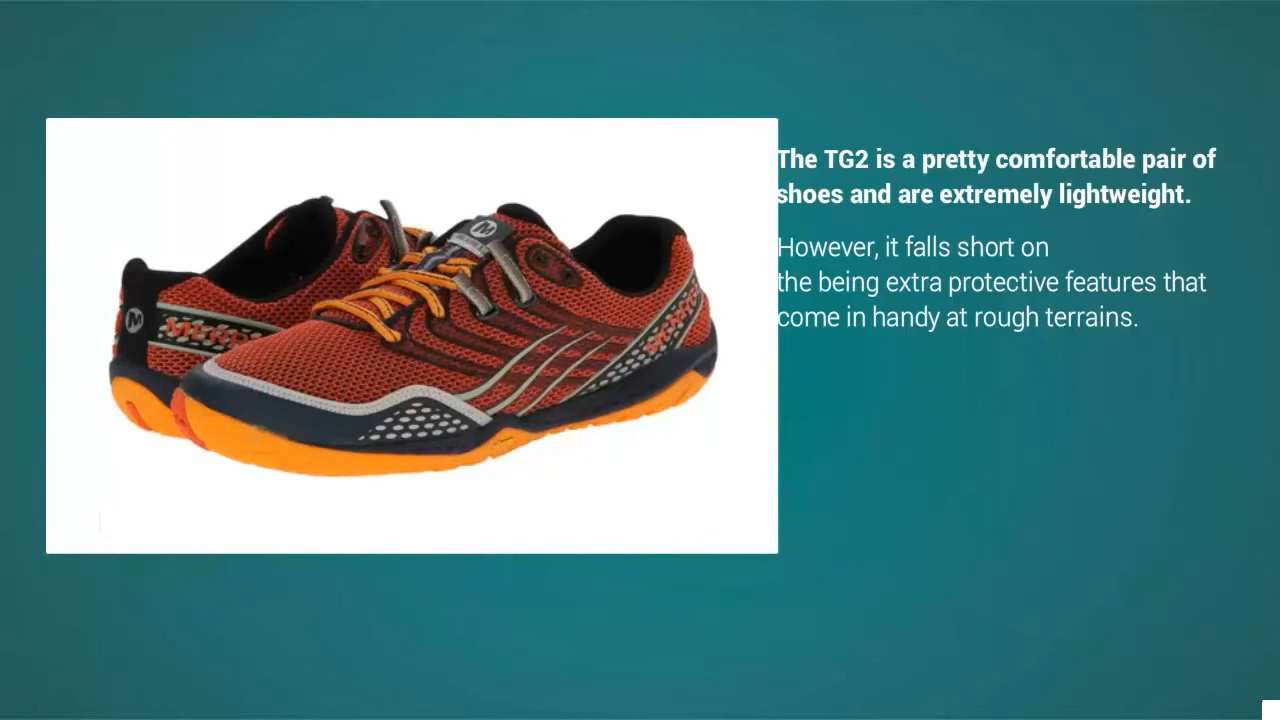 The TG2 is a pretty comfortable pair of
shoes and are extremely lightweight.
However, it falls short on
the being extra protective features that
come in handy at rough terrains.
M
M